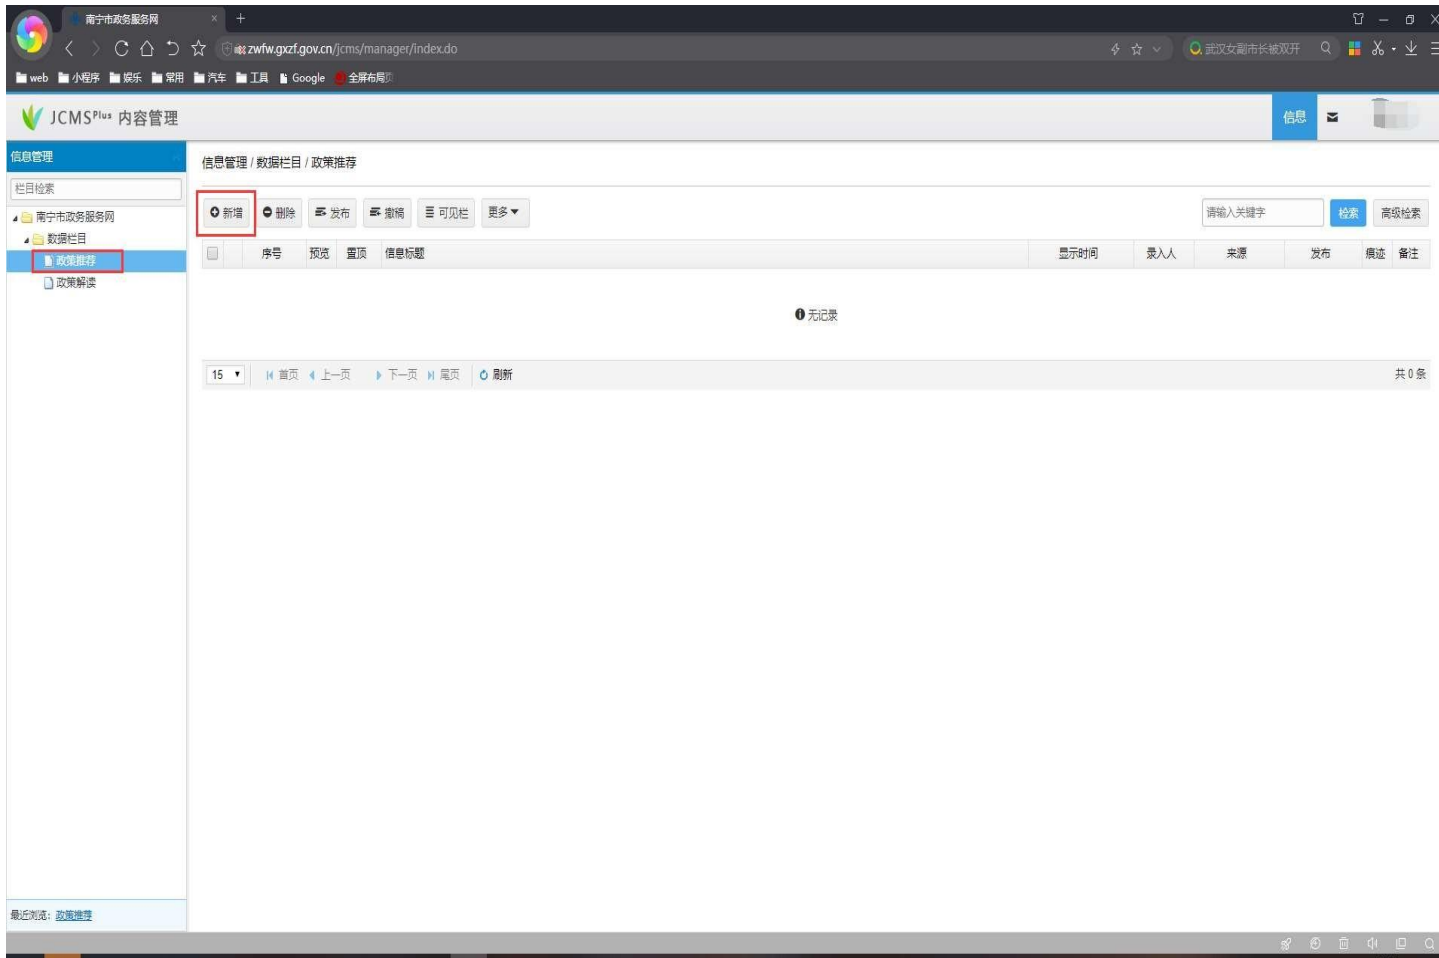 南宁市政务服务网 × +
zwfw.gxzf.gov.cn/jcms/manager/index.do 武汉女副市长被双开
web 小程序 娱乐 常用 汽车 工具 Google 全屏布局
JCMSPlus 内容管理 信息
信息管理
信息管理 / 数据栏目 / 政策推荐
栏目检索
新增 删除 发布 撤稿 可见栏 更多 请输入关键字 检索 高级检索
南宁市政务服务网
数据栏目
政策推荐
政策解读
序号 预览 置顶 信息标题 显示时间 录入人 来源 发布 痕迹 备注
无记录
15 首页 上一页 下一页 尾页 刷新 共 0 条
最近浏览: 政策推荐